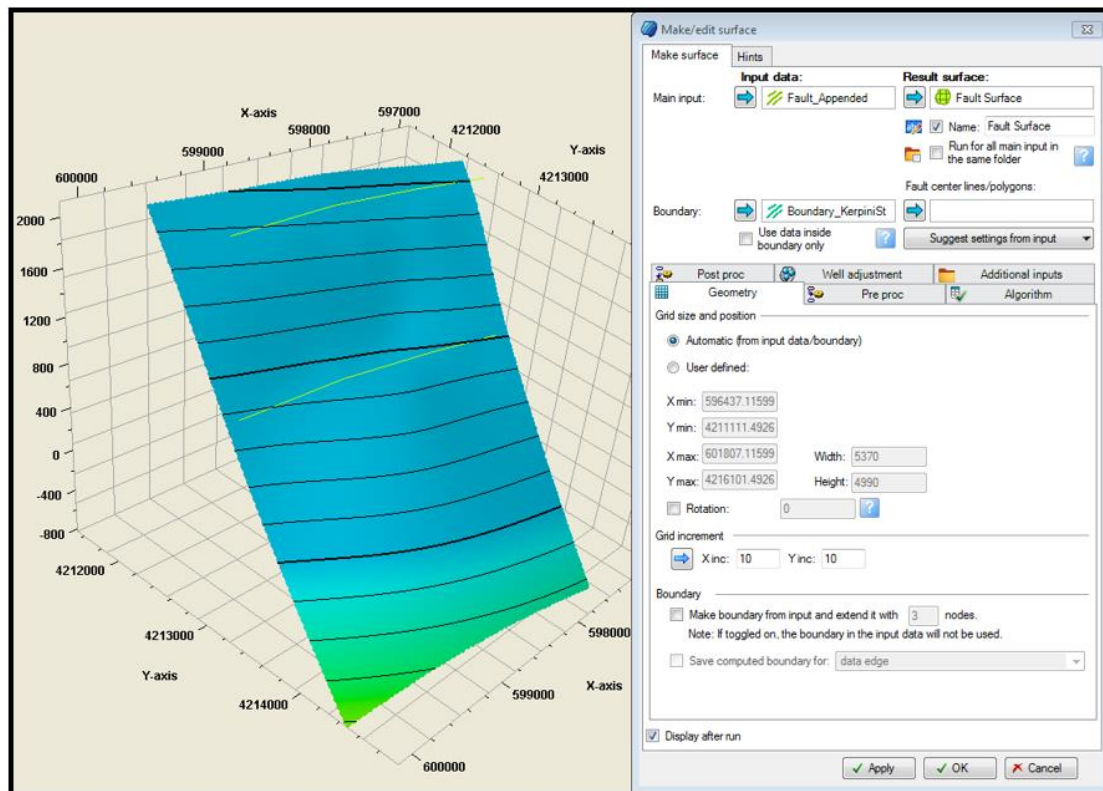 X-axis
597000
598000
4212000
599000
Y-axis
4213000
600000
2000
1600
1200
800
400
0
-400
-800
4212000
4213000
598000
Y-axis
4214000
599000
X-axis
600000
Make/edit surface
Make surface Hints
Input data: Result surface:
Main input: Fault_Appended Fault Surface
Name: Fault Surface
Run for all main input in
the same folder
Fault center lines/polygons:
Boundary: Boundary_KerpiniSt
Use data inside
boundary only
Suggest settings from input
Post proc Well adjustment Additional inputs
Geometry Pre proc Algorithm
Grid size and position
Automatic (from input data/boundary)
User defined:
X min: 596437.11599
Y min: 4211111.4926
X max: 601807.11599 Width: 5370
Y max: 4216101.4926 Height: 4990
Rotation: 0
Grid increment
X inc: 10 Y inc: 10
Boundary
Make boundary from input and extend it with 3 nodes.
Note: If toggled on, the boundary in the input data will not be used.
Save computed boundary for: data edge
Display after run
Apply OK Cancel